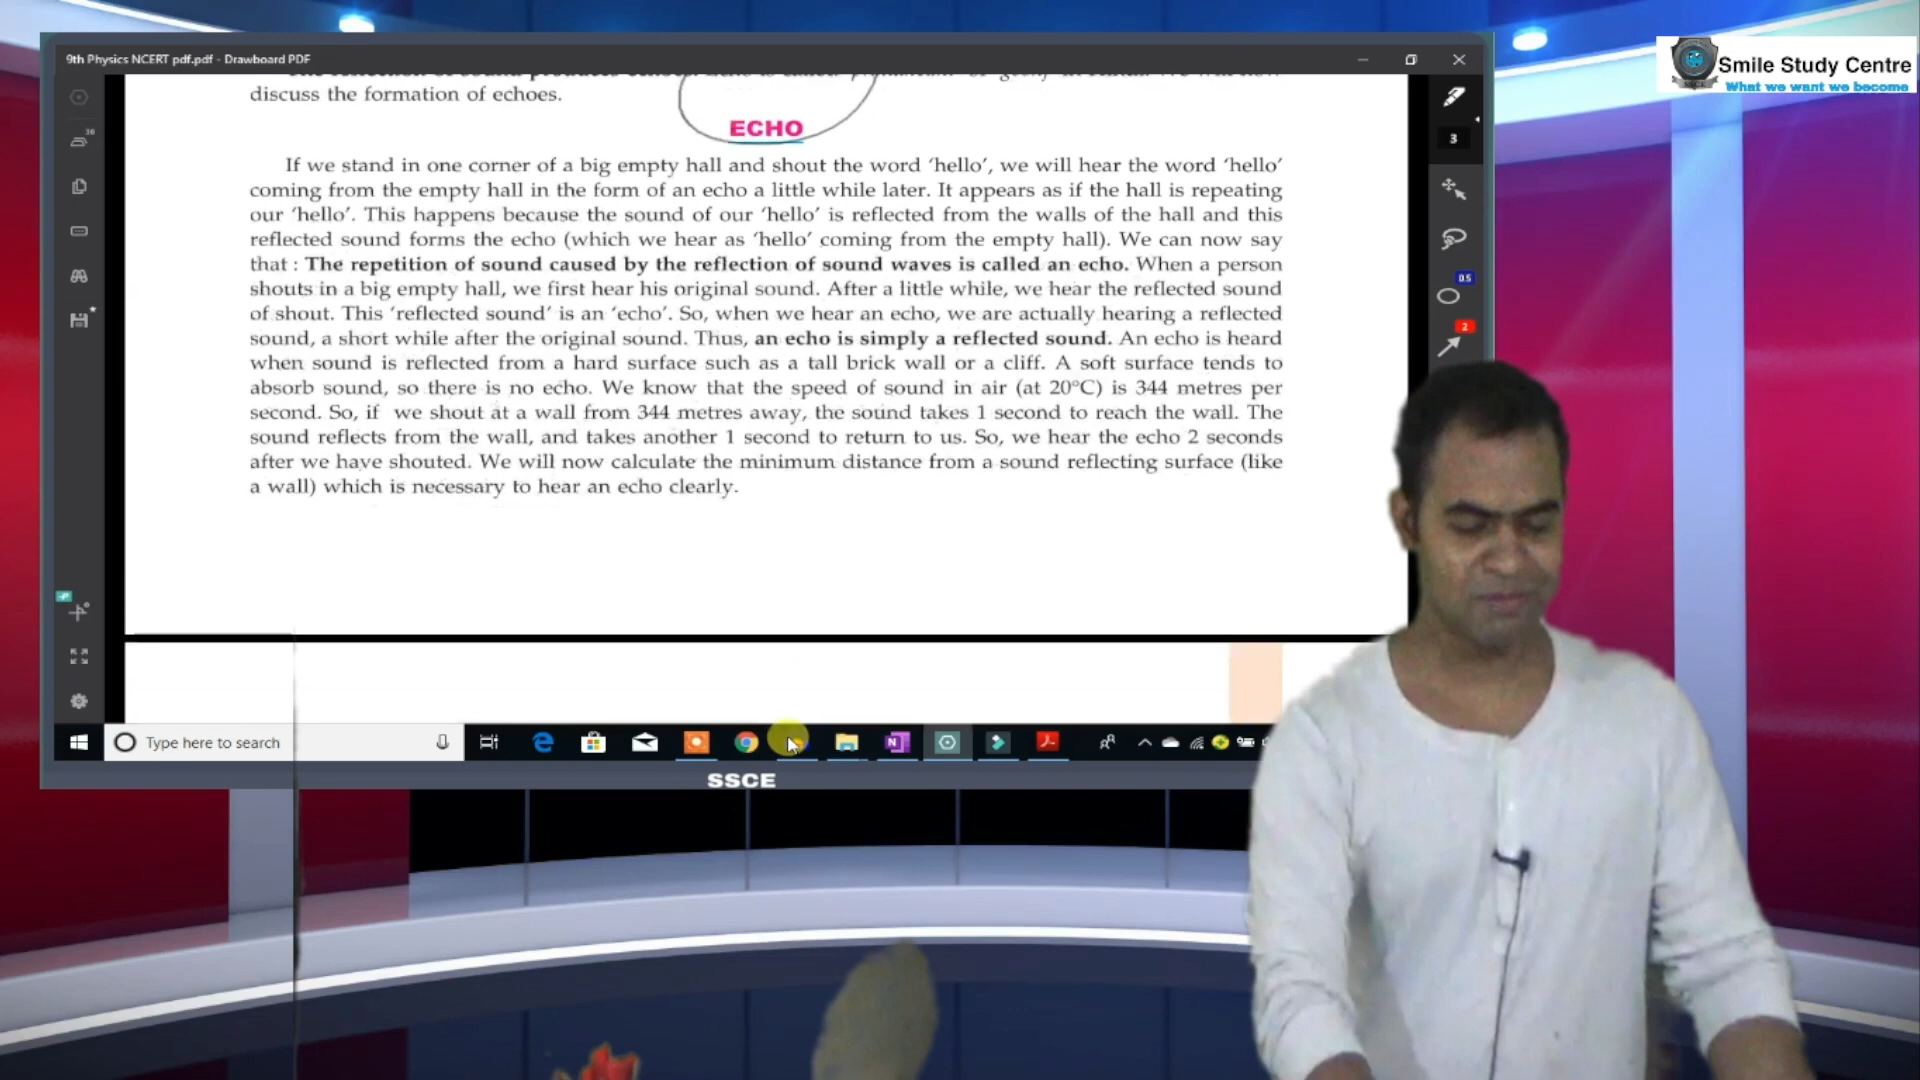 9th Physics NCERT pdf.pdf - Drawboard PDF
discuss the formation of echoes.
ECHO
If we stand in one corner of a big empty hall and shout the word ‘hello’, we will hear the word ‘hello’
coming from the empty hall in the form of an echo a little while later. It appears as if the hall is repeating
our ‘hello’. This happens because the sound of our ‘hello’ is reflected from the walls of the hall and this
reflected sound forms the echo (which we hear as ‘hello’ coming from the empty hall). We can now say
that : The repetition of sound caused by the reflection of sound waves is called an echo. When a person
shouts in a big empty hall, we first hear his original sound. After a little while, we hear the reflected sound
of shout. This ‘reflected sound’ is an ‘echo’. So, when we hear an echo, we are actually hearing a reflected
sound, a short while after the original sound. Thus, an echo is simply a reflected sound. An echo is heard
when sound is reflected from a hard surface such as a tall brick wall or a cliff. A soft surface tends to
absorb sound, so there is no echo. We know that the speed of sound in air (at 20°C) is 344 metres per
second. So, if we shout at a wall from 344 metres away, the sound takes 1 second to reach the wall. The
sound reflects from the wall, and takes another 1 second to return to us. So, we hear the echo 2 seconds
after we have shouted. We will now calculate the minimum distance from a sound reflecting surface (like
a wall) which is necessary to hear an echo clearly.
36
3
0.5
2
Type here to search
SSCE
Smile Study Centre
What we want we become